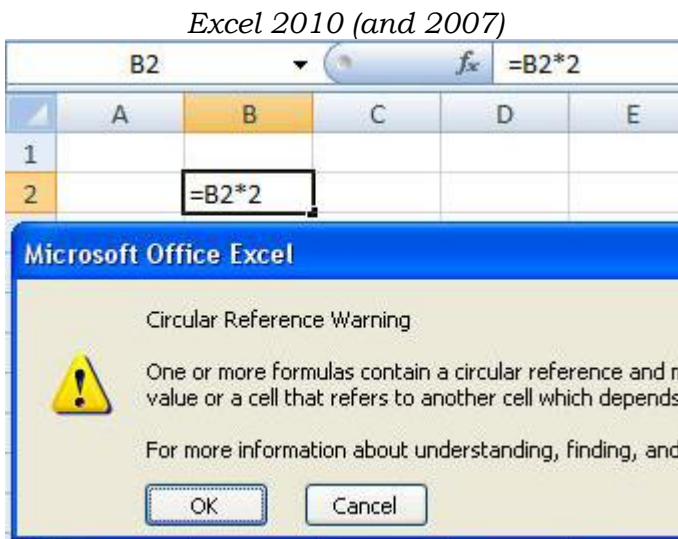 Excel 2010 (and 2007)
B2 fx =B2*2
A B C D E
1
2 =B2*2
Microsoft Office Excel
Circular Reference Warning
One or more formulas contain a circular reference and
value or a cell that refers to another cell which depends
For more information about understanding, finding, and
OK Cancel